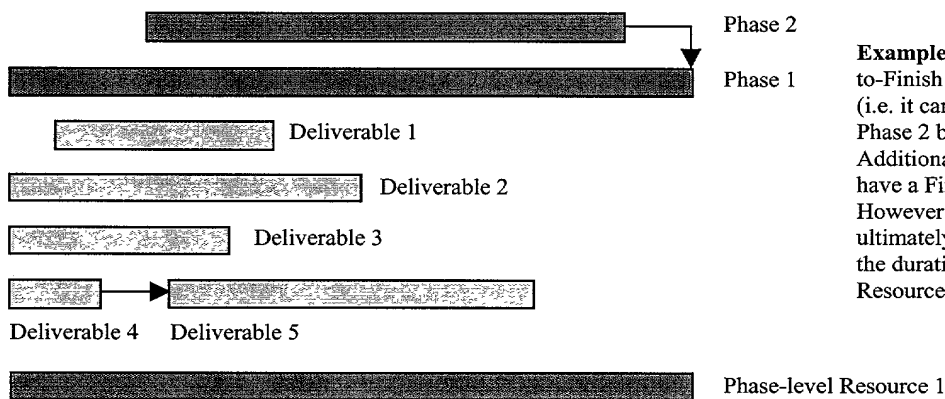 Phase 2
Phase 1
Deliverable 1
Deliverable 2
Deliverable 3
Deliverable 4
Deliverable 5
Phase-level Resource 1
Example
to-Finish
(i.e. it car
Phase 2 b
Additiona
have a Fi
However
ultimately
the durati
Resource